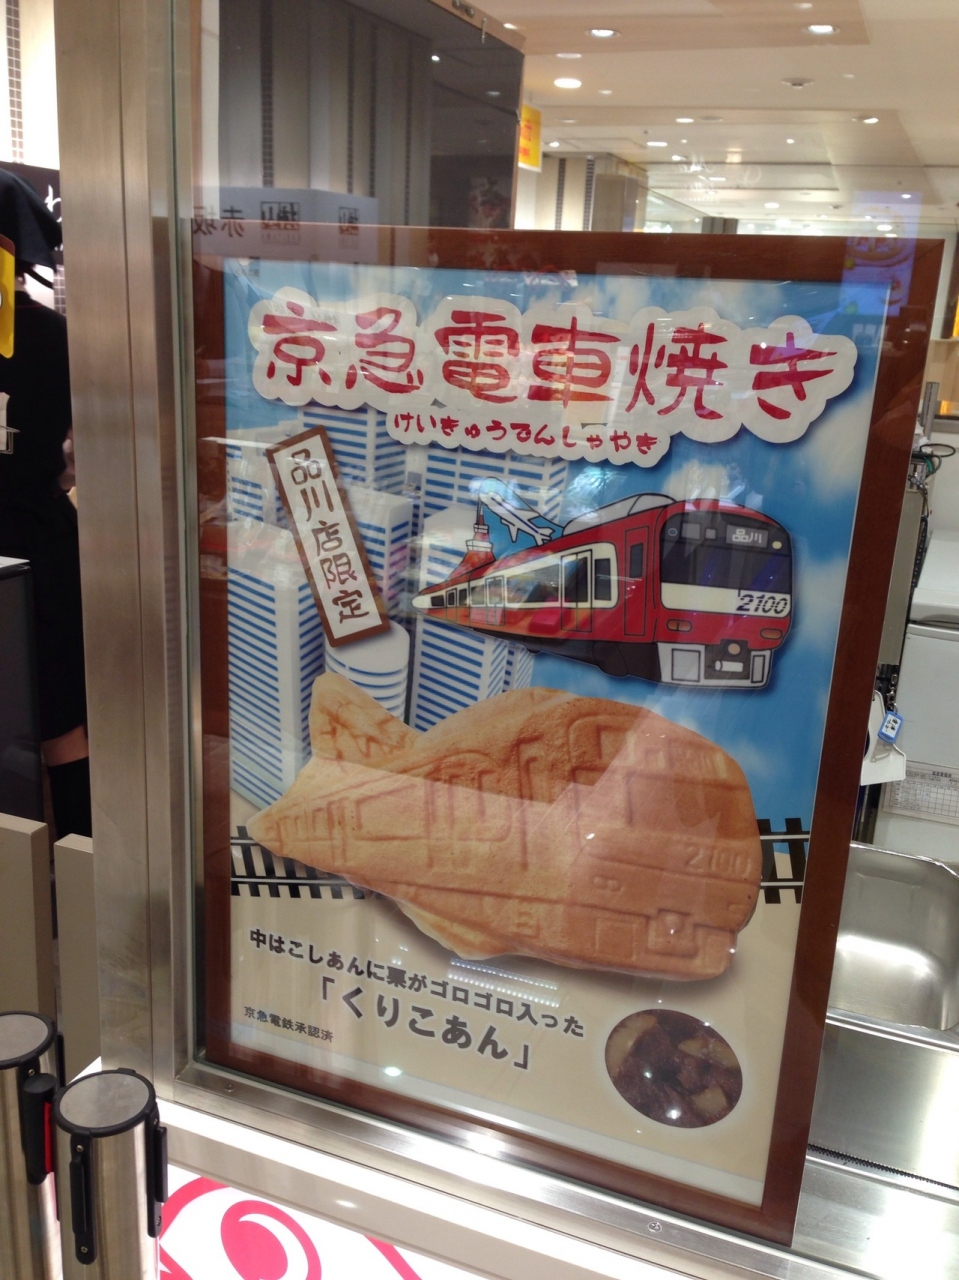 京急電車焼き
けいきゅうでんしゃやき
品川店限定
品川
2100
2100
中はこしあんに栗がゴロゴロ入った
「くりこあん」
京急電鉄承認済